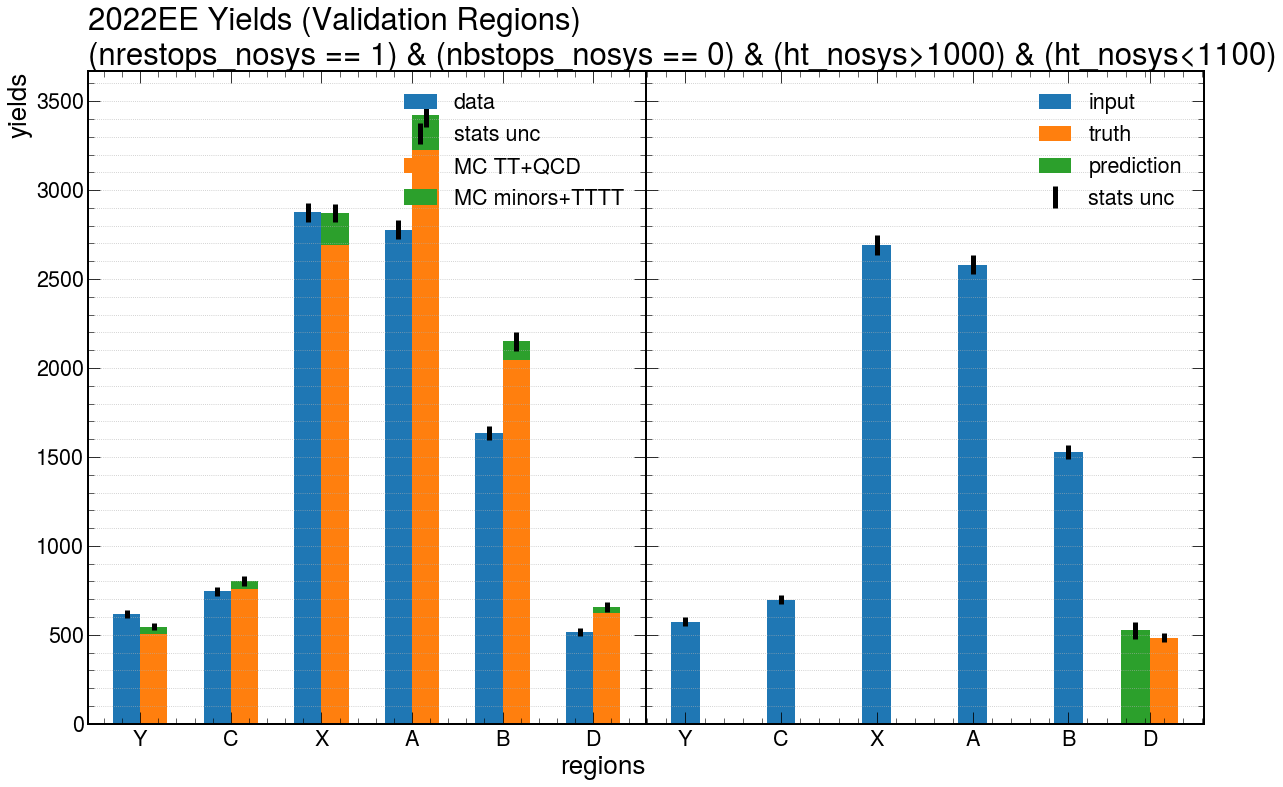 2022EE Yields (Validation Regions)
(nrestops_nosys == 1) & (nbstops_nosys == 0) & (ht_nosys>1000) & (ht_nosys<1100)
yields
3500
3000
2500
2000
1500
1000
500
0
data
stats unc
MC TT+QCD
MC minors+TTTT
input
truth
prediction
stats unc
Y C X A B D
Y C X A B D
regions